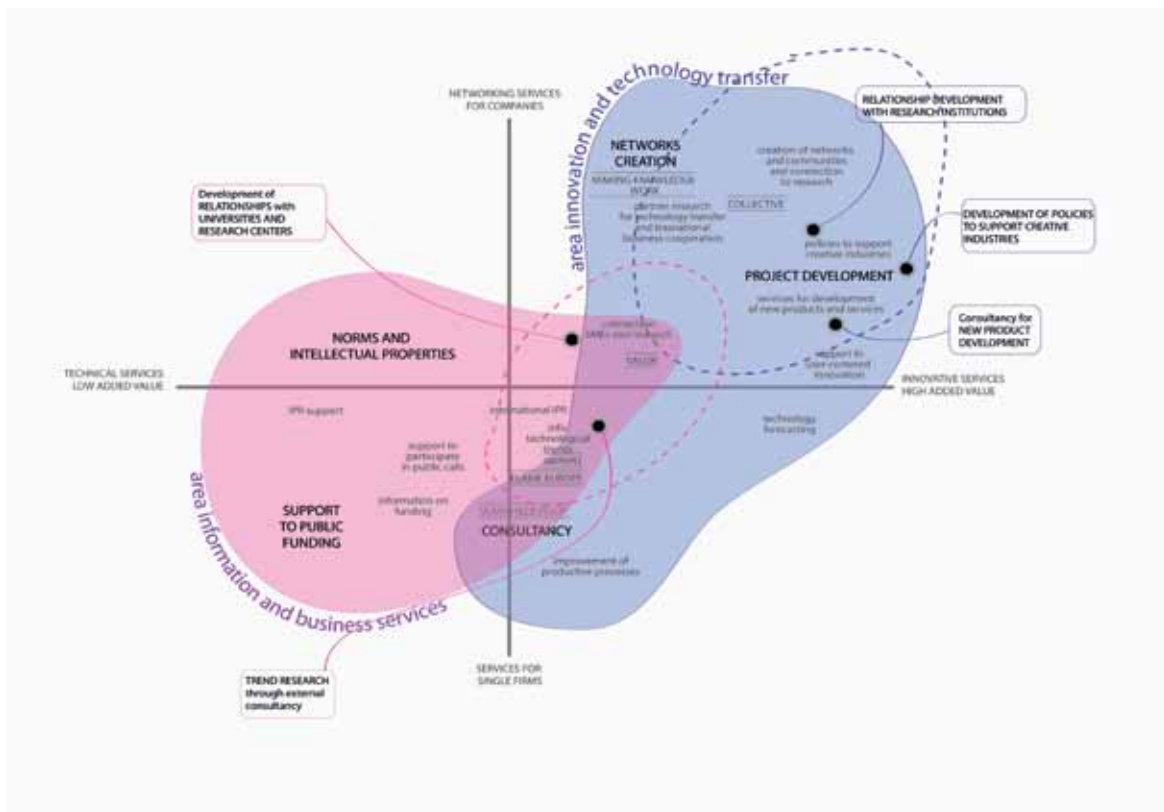 area innovation and technology transfer
NETWORKING SERVICES
FOR COMPANIES
RELATIONSHIP DEVELOPMENT
WITH RESEARCH INSTITUTIONS
NETWORKS
CREATION
MAKING KNOWLEDGE
WORK
partner research
for technology transfer
and transnational
business cooperation
creation of networks
and communities
and connection
to research
COLLECTIVE
Development of
RELATIONSHIPS with
UNIVERSITIES AND
RESEARCH CENTERS
DEVELOPMENT OF POLICIES
TO SUPPORT CREATIVE
INDUSTRIES
policies to support
creative industries
PROJECT DEVELOPMENT
services for development
of new products and services
Consultancy for
NEW PRODUCT
DEVELOPMENT
NORMS AND
INTELLECTUAL PROPERTIES
support to
user-centered
innovation
TECHNICAL SERVICES
LOW ADDED VALUE
INNOVATIVE SERVICES
HIGH ADDED VALUE
IPR support
international IPR
technology
forecasting
info
technological
trends
support to
participate
in public calls
information on
funding
SUPPORT
TO PUBLIC
FUNDING
CONSULTANCY
improvement of
productive processes
area information and business services
SERVICES FOR
SINGLE FIRMS
TREND RESEARCH
through external
consultancy